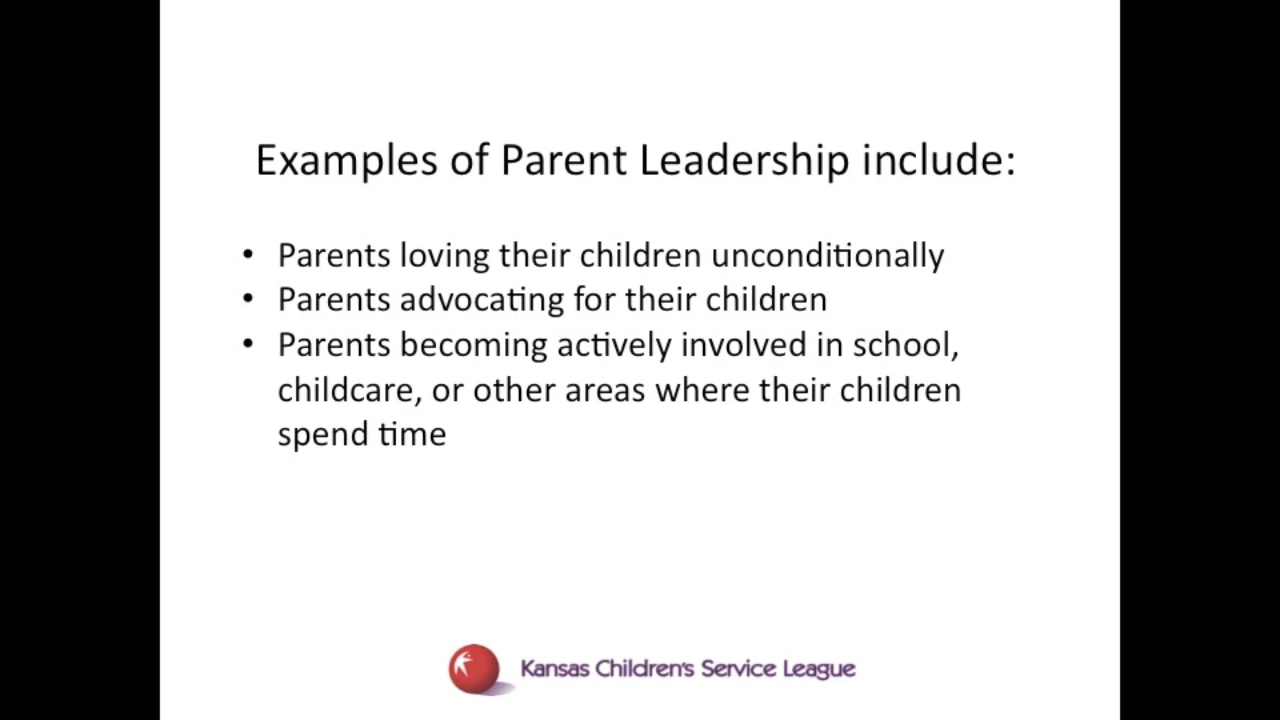 Examples of Parent Leadership include:
• Parents loving their children unconditionally
• Parents advocating for their children
• Parents becoming actively involved in school,
childcare, or other areas where their children
spend time
Kansas Children's Service League